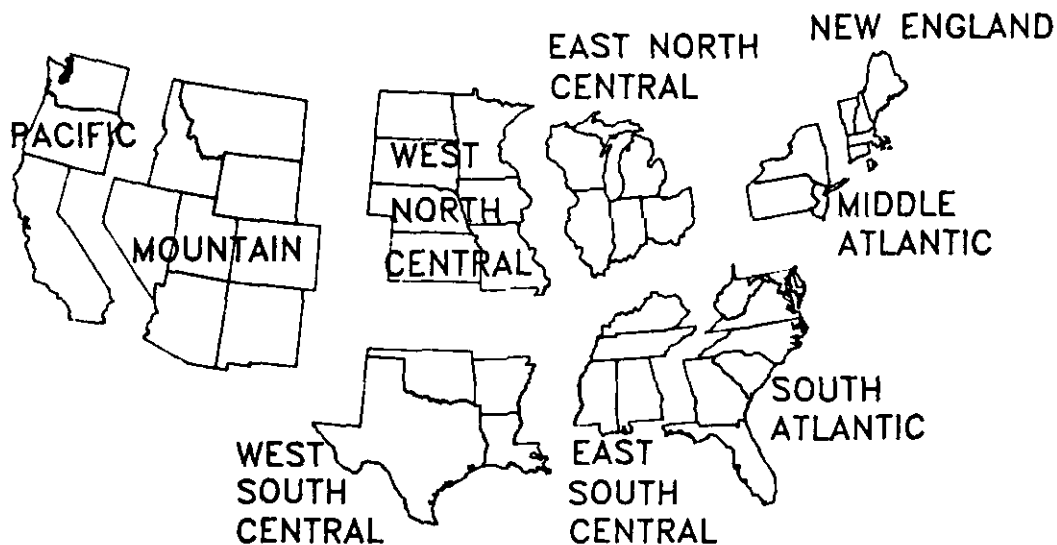 NEW ENGLAND
EAST NORTH
CENTRAL
PACIFIC
WEST
NORTH
CENTRAL
MOUNTAIN
MIDDLE
ATLANTIC
SOUTH
ATLANTIC
WEST
SOUTH
CENTRAL
EAST
SOUTH
CENTRAL